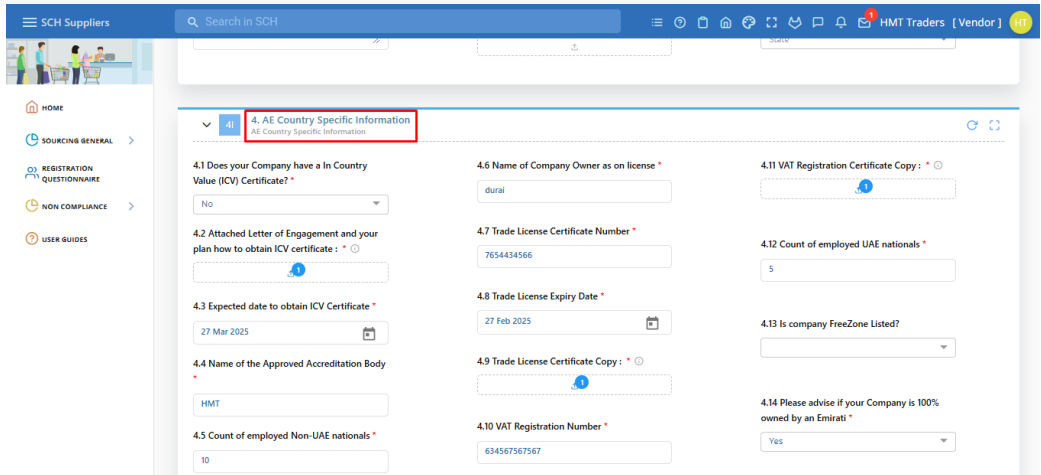 SCH Suppliers
Search in SCH
1
HMT Traders [ Vendor ]
HT
State
HOME
SOURCING GENERAL
REGISTRATION
QUESTIONNAIRE
NON COMPLIANCE
USER GUIDES
4. AE Country Specific Information
AE Country Specific Information
4.1 Does your Company have a In Country
Value (ICV) Certificate? *
No
4.2 Attached Letter of Engagement and your
plan how to obtain ICV certificate : *
1
4.3 Expected date to obtain ICV Certificate *
27 Mar 2025
4.4 Name of the Approved Accreditation Body
*
HMT
4.5 Count of employed Non-UAE nationals *
10
4.6 Name of Company Owner as on license *
durai
4.7 Trade License Certificate Number *
7654434566
4.8 Trade License Expiry Date *
27 Feb 2025
4.9 Trade License Certificate Copy : *
1
4.10 VAT Registration Number *
634567567567
4.11 VAT Registration Certificate Copy : *
1
4.12 Count of employed UAE nationals *
5
4.13 Is company FreeZone Listed?
4.14 Please advise if your Company is 100%
owned by an Emirati *
Yes